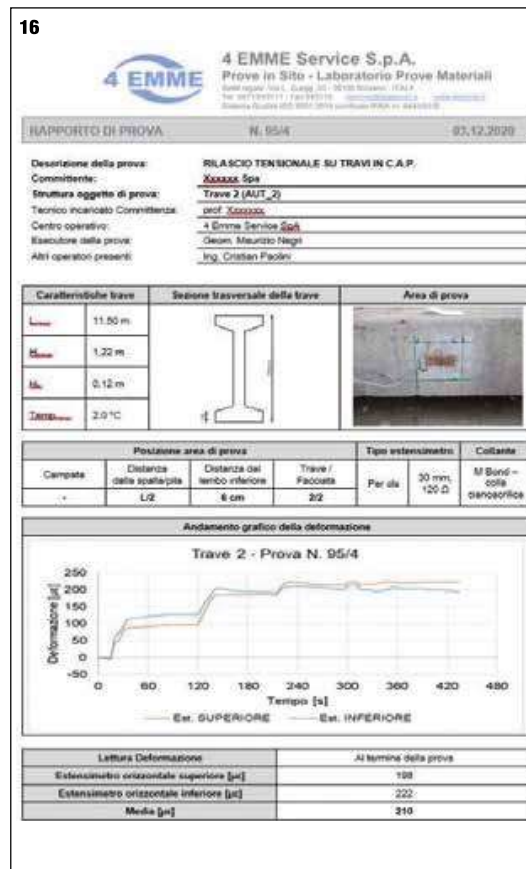 16
4 EMME
4 EMME Service S.p.A.
Prove in Sito - Laboratorio Prove Materiali
RAPPORTO DI PROVA N. 95/4 03.12.2020
Descrizione della prova: RILASCIO TENSIONALE SU TRAVI IN C.A.P.
Committente: Xxxxxx Spa
Struttura oggetto di prova: Trave 2 (AUT_2)
Tecnico incaricato Committenza: prof. Xxxxxxx
Centro operativo: 4 Emme Service SpA
Esecutore della prova: Geom. Maurizio Negri
Altri operatori presenti: Ing. Cristian Paolini
Caratteristiche trave Sezione trasversale della trave Area di prova
11.50 m
1,22 m
0,12 m
2.0 °C
Posizione area di prova Tipo estensimetro Collante
Campata Distanza dalla spalla/pila Distanza dal lembo inferiore Trave / Facciata Per cls 30 mm, 120 Ω M Bond – colla cianoacrilica
- L/2 6 cm 2/2
Andamento grafico della deformazione
Trave 2 - Prova N. 95/4
Deformazione [µε]
250
200
150
100
50
0
-50
0 60 120 180 240 300 360 420 480
Tempo [s]
Est. SUPERIORE Est. INFERIORE
Lettura Deformazione Al termine della prova
Estensimetro orizzontale superiore [µε] 198
Estensimetro orizzontale inferiore [µε] 222
Media [µε] 210